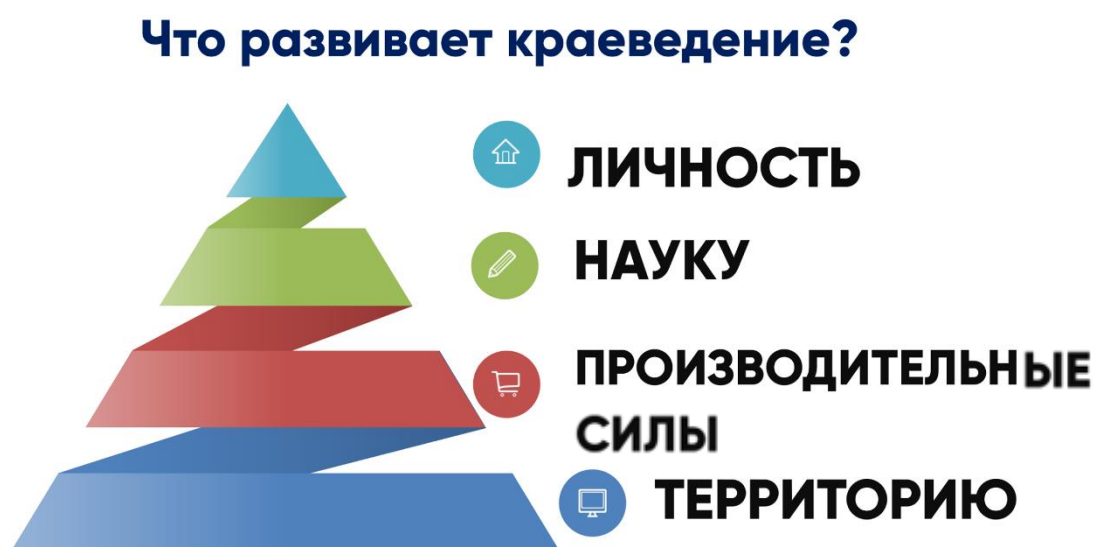 Что развивает краеведение?
ЛИЧНОСТЬ
НАУКУ
ПРОИЗВОДИТЕЛЬНЫЕ
СИЛЫ
ТЕРРИТОРИЮ